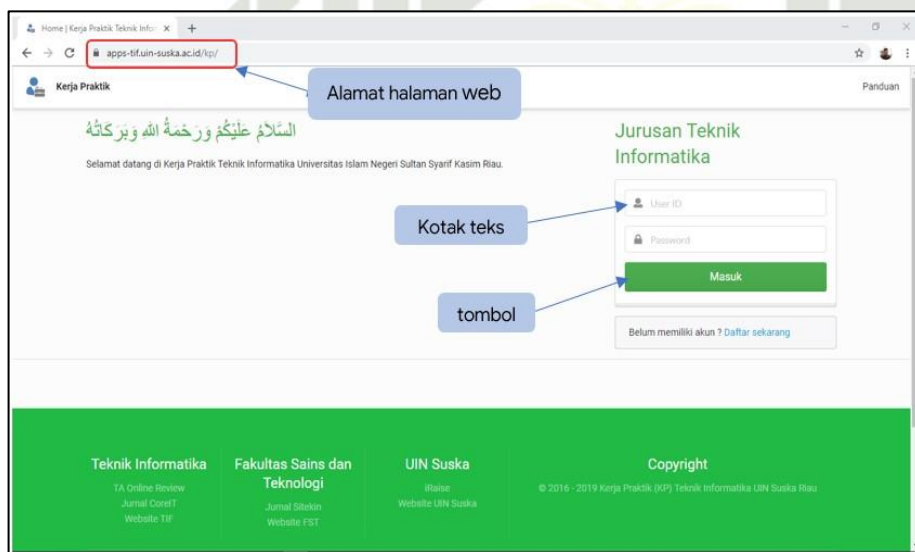 Home | Kerja Praktik Teknik Infor
apps-tif.uin-suska.ac.id/kp/
Alamat halaman web
Kerja Praktik
Panduan
السَّلاَمُ عَلَيْكُمْ وَرَحْمَةُ اللهِ وَبَرَكَاتُهُ
Selamat datang di Kerja Praktik Teknik Informatika Universitas Islam Negeri Sultan Syarif Kasim Riau.
Jurusan Teknik
Informatika
User ID
Kotak teks
Password
Masuk
tombol
Belum memiliki akun ? Daftar sekarang
Teknik Informatika
TA Online Review
Jurnal CoreIT
Website TIF
Fakultas Sains dan
Teknologi
Jurnal Sitekin
Website FST
UIN Suska
iRaise
Website UIN Suska
Copyright
© 2016 - 2019 Kerja Praktik (KP) Teknik Informatika UIN Suska Riau